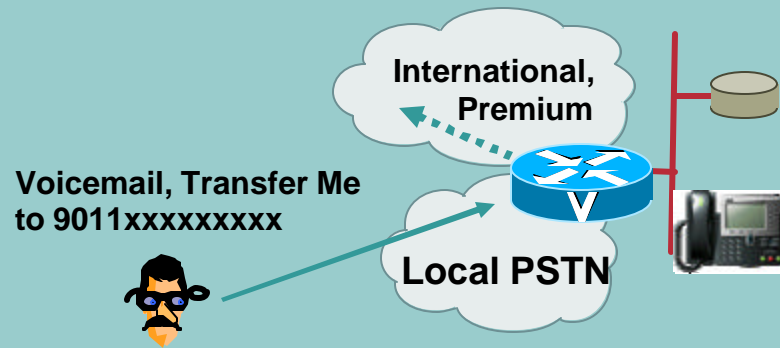 International,
Premium
Voicemail, Transfer Me
to 9011xxxxxxxxx
Local PSTN
V